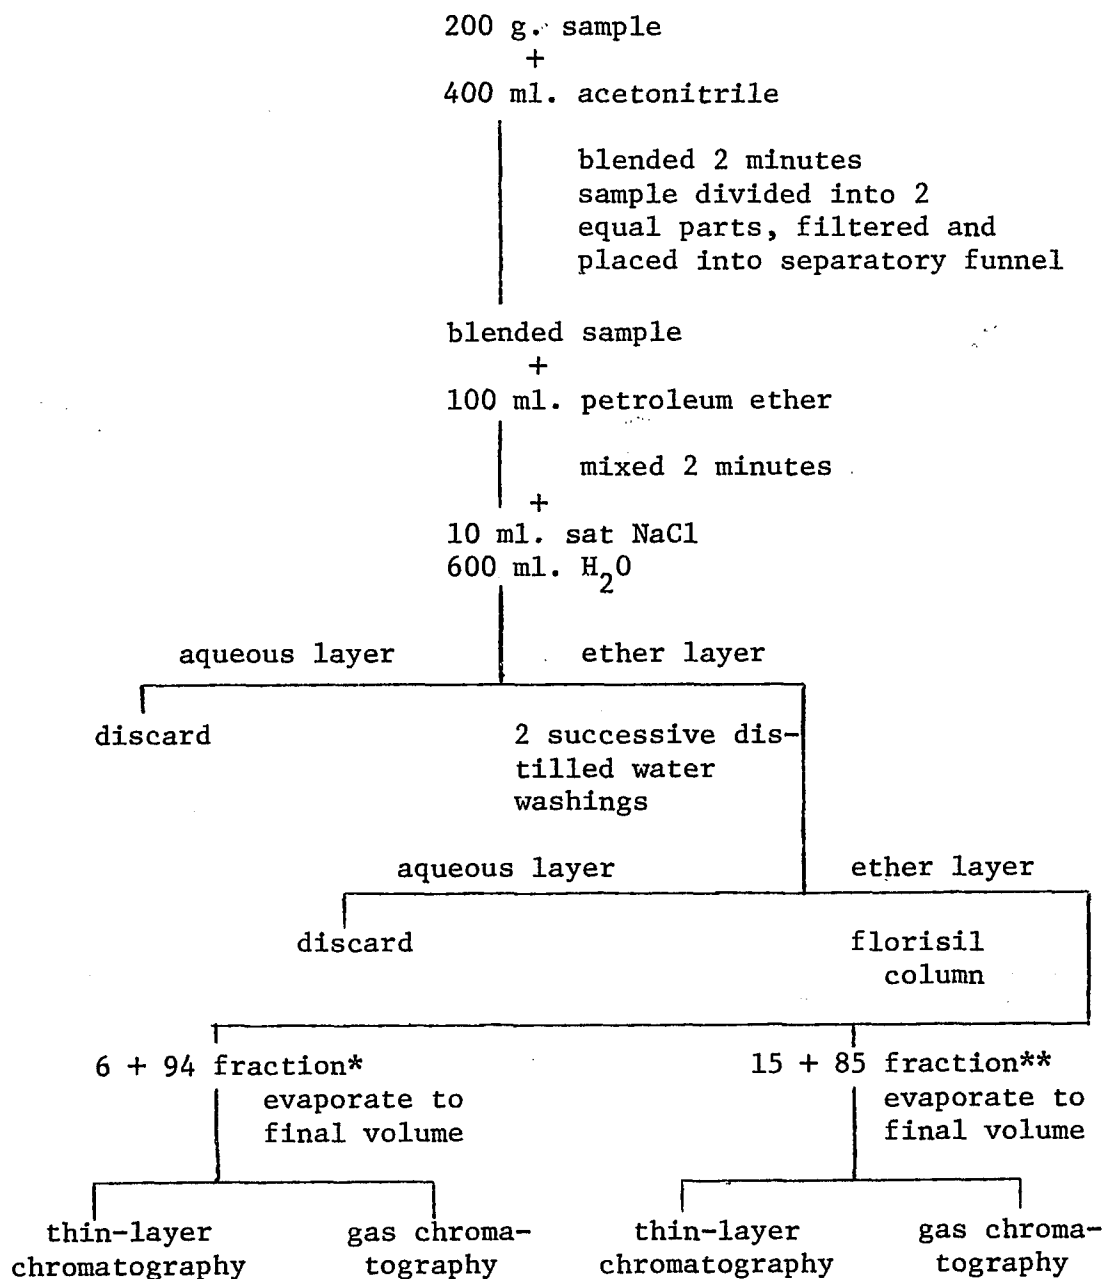 200 g. sample
+
400 ml. acetonitrile
blended 2 minutes
sample divided into 2
equal parts, filtered and
placed into separatory funnel
blended sample
+
100 ml. petroleum ether
mixed 2 minutes
+
10 ml. sat NaCl
600 ml. H2O
aqueous layer ether layer
discard
2 successive dis-
tilled water
washings
aqueous layer ether layer
discard
florisil
column
6 + 94 fraction*
evaporate to
final volume
15 + 85 fraction**
evaporate to
final volume
thin-layer
chromatography
gas chroma-
tography
thin-layer
chromatography
gas chroma-
tography